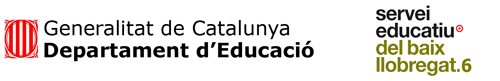 Generalitat de Catalunya
Departament d'Educació
servei
educatiu
del baix
llobregat.6